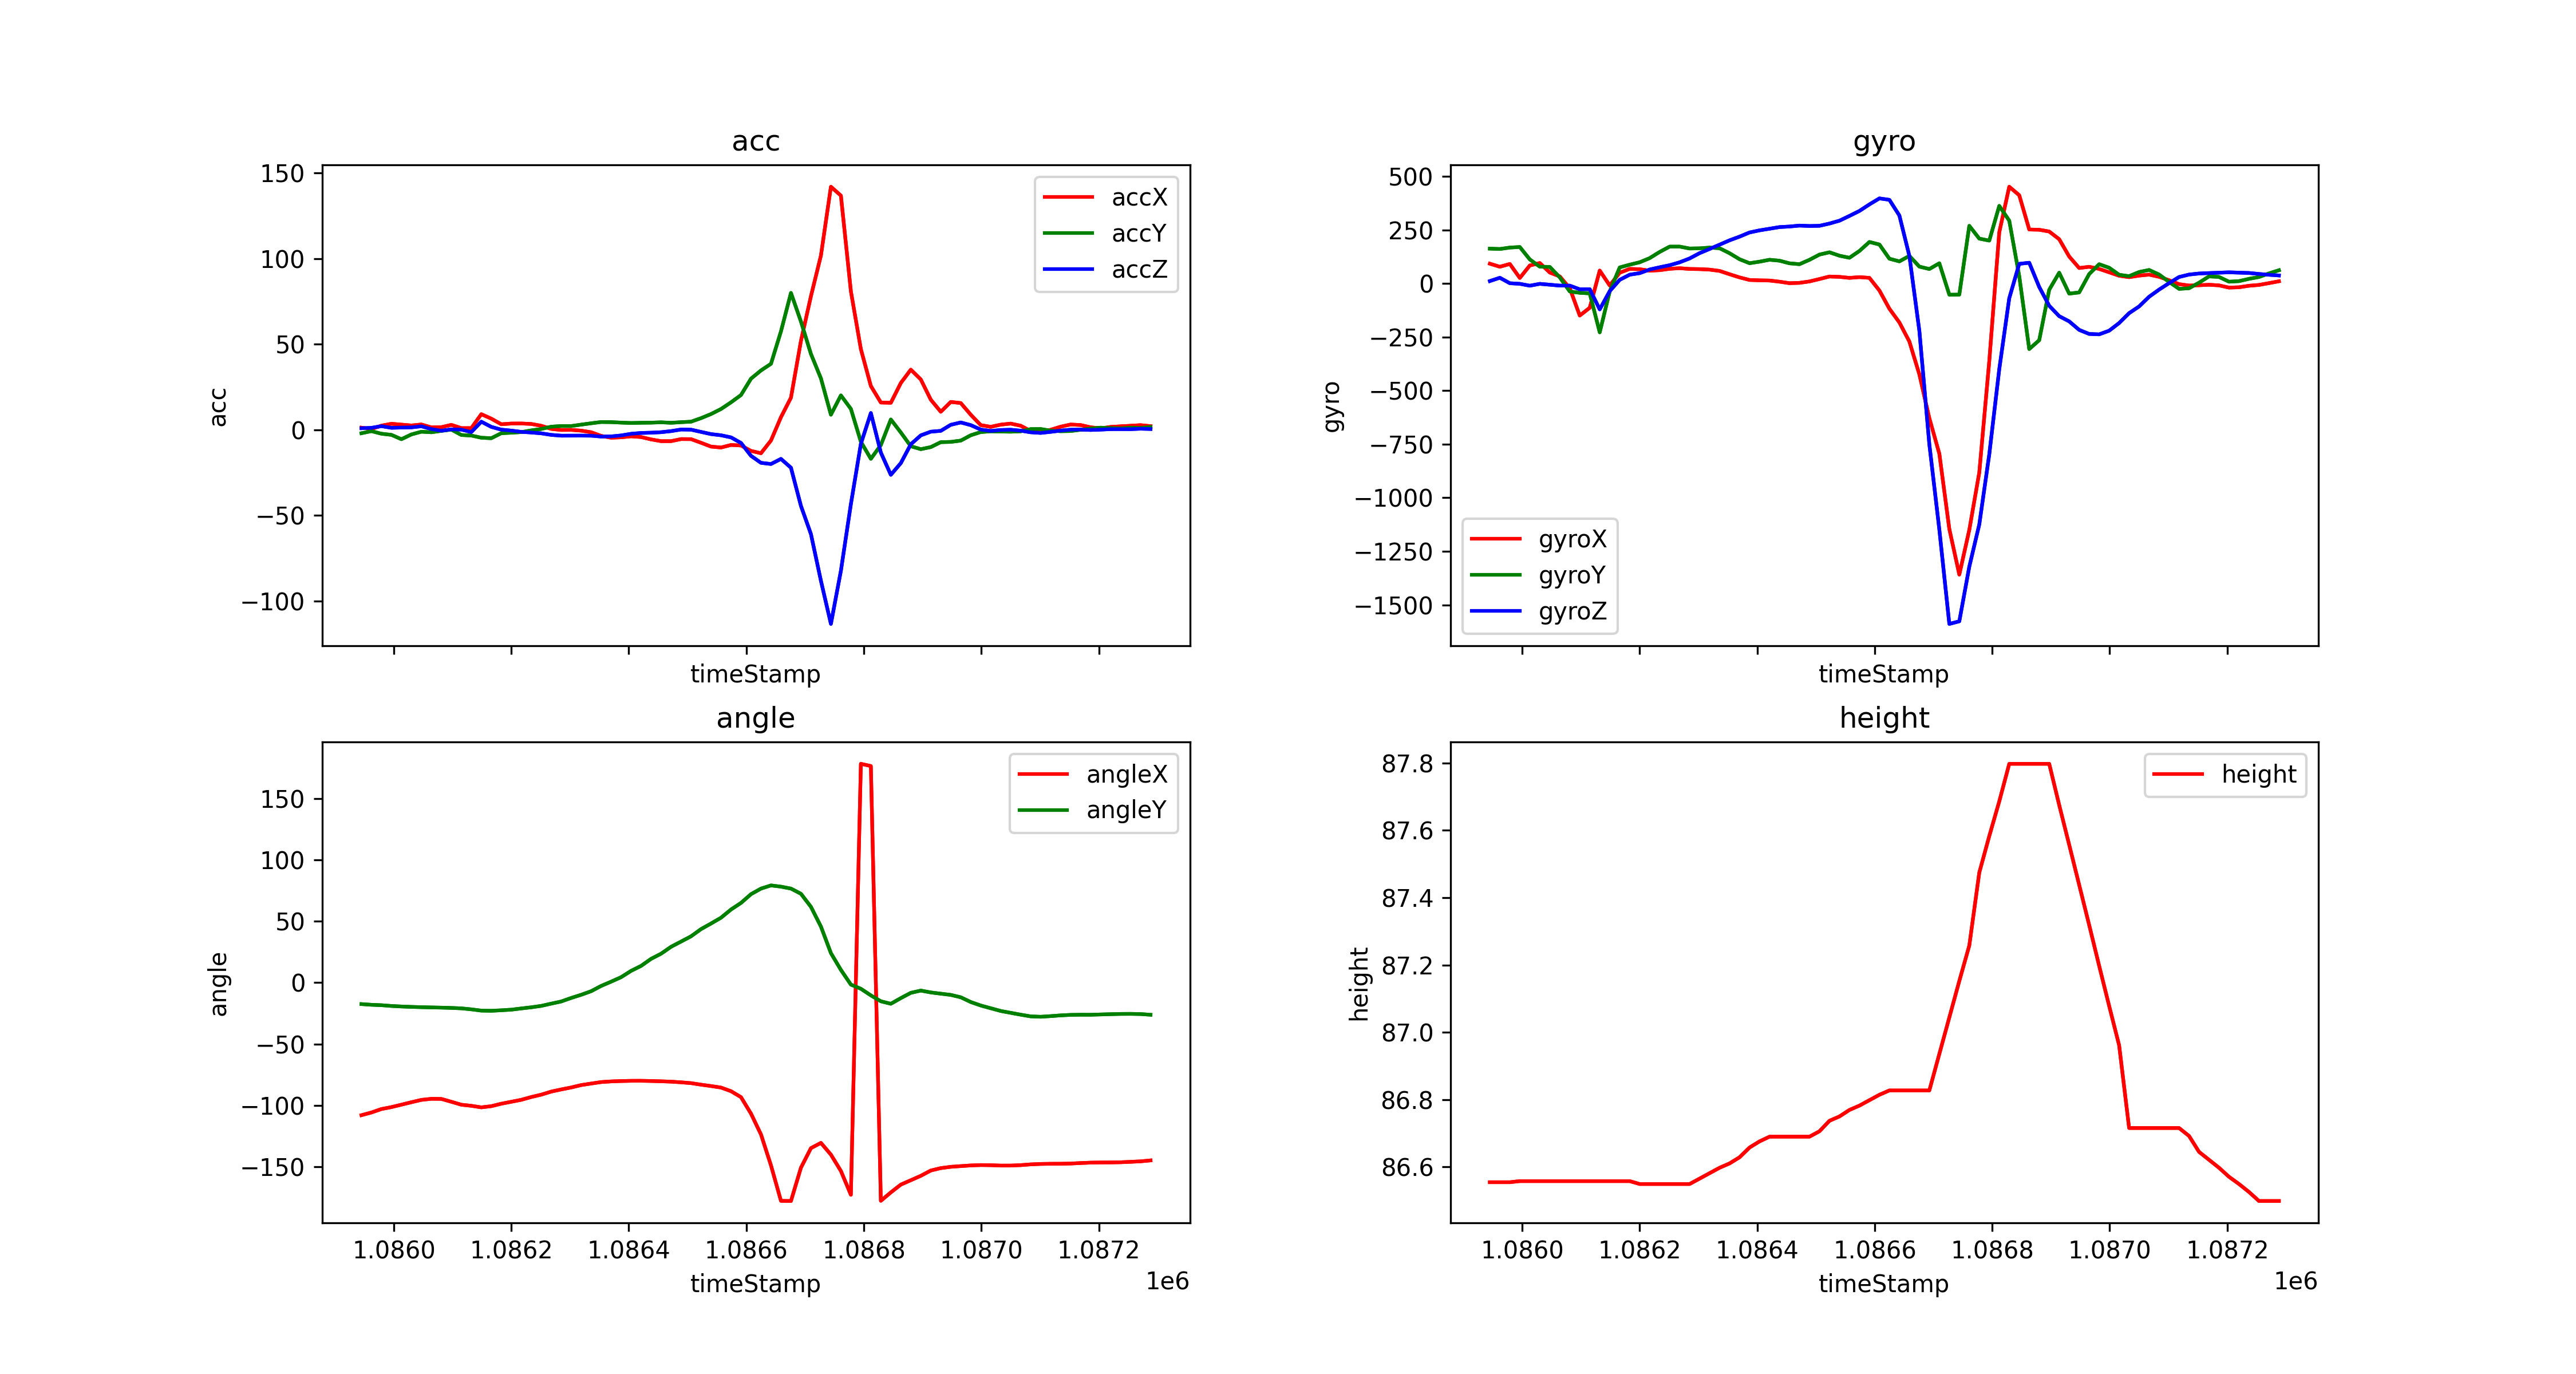 acc
150
100
50
0
−50
−100
acc
timeStamp
accX
accY
accZ
gyro
500
250
0
−250
−500
−750
−1000
−1250
−1500
gyro
timeStamp
gyroX
gyroY
gyroZ
angle
150
100
50
0
−50
−100
−150
angle
1.0860 1.0862 1.0864 1.0866 1.0868 1.0870 1.0872
timeStamp
1e6
angleX
angleY
height
87.8
87.6
87.4
87.2
87.0
86.8
86.6
height
1.0860 1.0862 1.0864 1.0866 1.0868 1.0870 1.0872
timeStamp
1e6
height